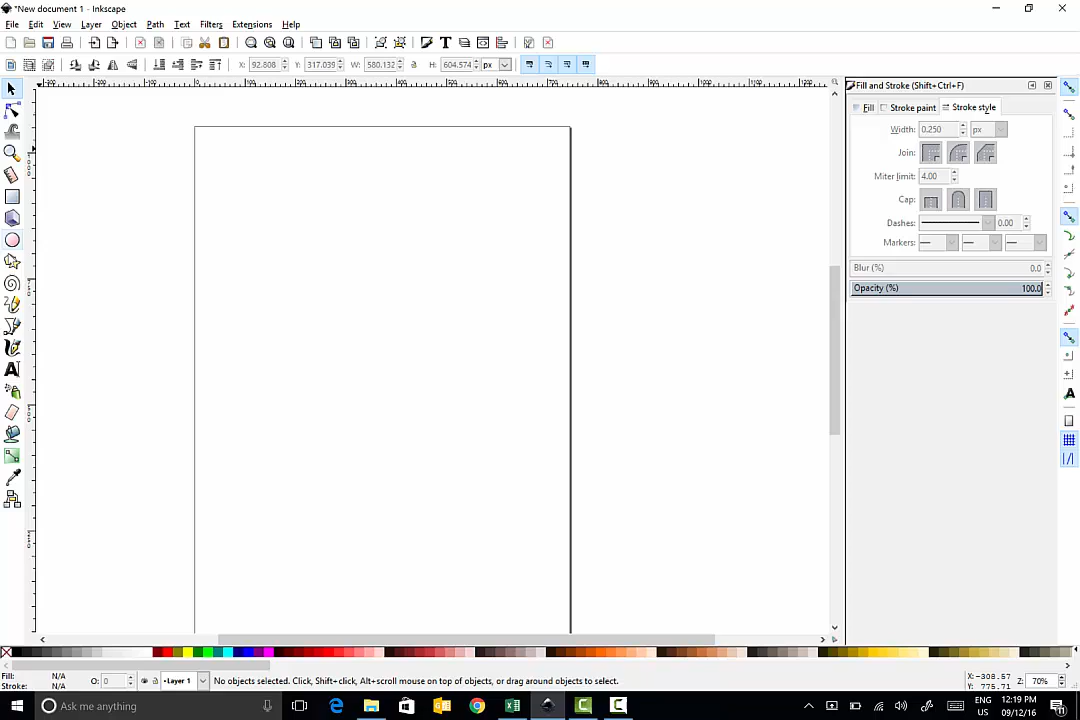 *New document 1 - Inkscape
File Edit View Layer Object Path Text Filters Extensions Help
X: 92.808 Y: 317.039 W: 580.132 H: 604.574 px
Fill and Stroke (Shift+Ctrl+F)
Fill Stroke paint Stroke style
Width: 0.250 px
Join:
Miter limit: 4.00
Cap:
Dashes: 0.00
Markers:
Blur (%) 0.0
Opacity (%) 100.0
Fill: N/A O: 0 Layer 1 No objects selected. Click, Shift+click, Alt+scroll mouse on top of objects, or drag around objects to select. X: -308.57 Z: 70%
Stroke: N/A Y: 775.71
Ask me anything ENG 12:19 PM
US 09/12/16